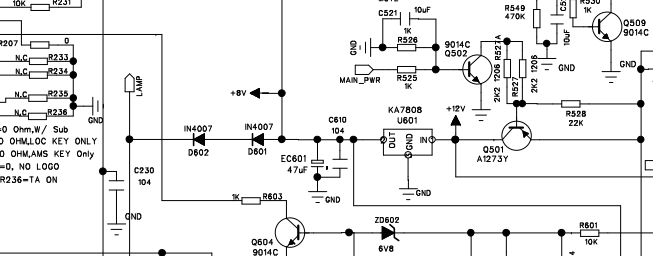 10K R231
C521 10uF
1K
GND R526
MAIN_PWR R525
1K
9014C
Q502
R527A
2K2 1206
R527
2K2 1206
R549
470K
10uF
GND
R530
1K
Q509
9014C
GND
R207 0
N.C R233
N.C R234
N.C R235
N.C R236
GND
LAMP
=0 Ohm,W/ Sub
0 OHM,LOC KEY ONLY
0 OHM,AMS KEY Only
=0, NO LOGO
R236=TA ON
+8V
IN4007
D602
IN4007
D601
C610
104
EC601
47uF
GND
KA7808
U601
OUT GND IN
GND
+12V
GND
R528
22K
Q501
A1273Y
C230
104
GND
1K R603
Q604
9014C
ZD602
6V8
R601
10K